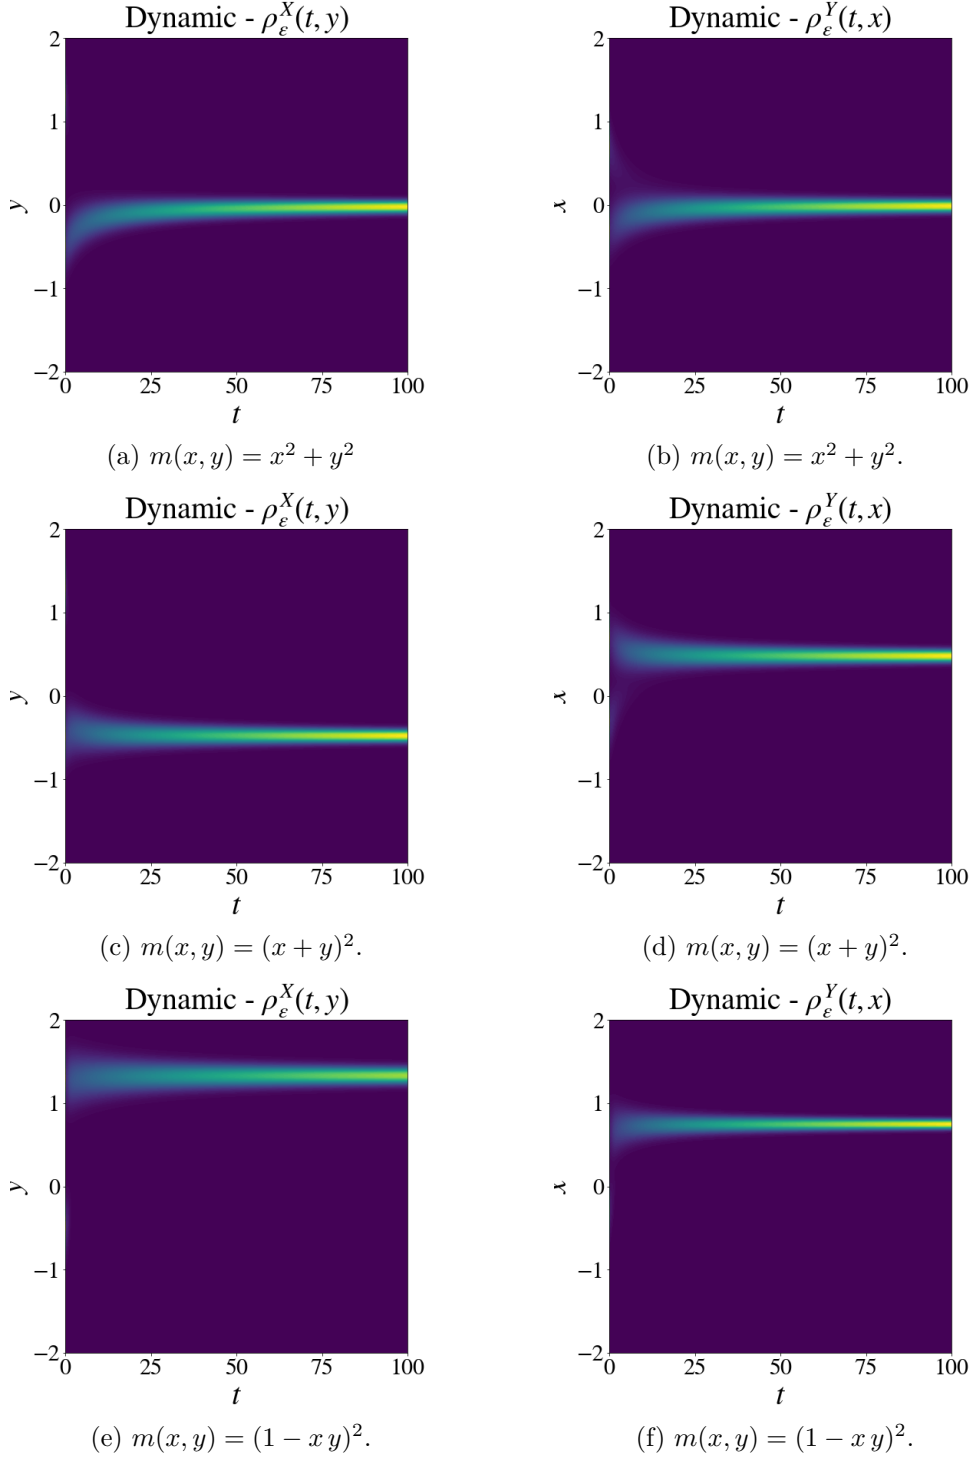 Dynamic - ρ_ε^X(t, y) Dynamic - ρ_ε^Y(t, x)
2 2
1 1
y 0 x 0
−1 −1
−2 −2
0 25 50 75 100 0 25 50 75 100
t t
(a) m(x, y) = x² + y² (b) m(x, y) = x² + y².
Dynamic - ρ_ε^X(t, y) Dynamic - ρ_ε^Y(t, x)
2 2
1 1
y 0 x 0
−1 −1
−2 −2
0 25 50 75 100 0 25 50 75 100
t t
(c) m(x, y) = (x + y)². (d) m(x, y) = (x + y)².
Dynamic - ρ_ε^X(t, y) Dynamic - ρ_ε^Y(t, x)
2 2
1 1
y 0 x 0
−1 −1
−2 −2
0 25 50 75 100 0 25 50 75 100
t t
(e) m(x, y) = (1 − x y)². (f) m(x, y) = (1 − x y)².